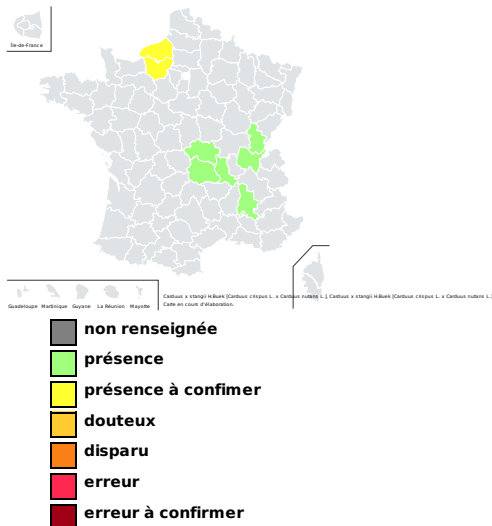 Île-de-France
Guadeloupe Martinique Guyane La Réunion Mayotte
Carduus x stangii H.Buek [Carduus crispus L. x Carduus nutans L.], Carduus x stangii H.Buek [Carduus crispus L. x Carduus nutans L.]
Carte en cours d'élaboration.
non renseignée
présence
présence à confimer
douteux
disparu
erreur
erreur à confirmer